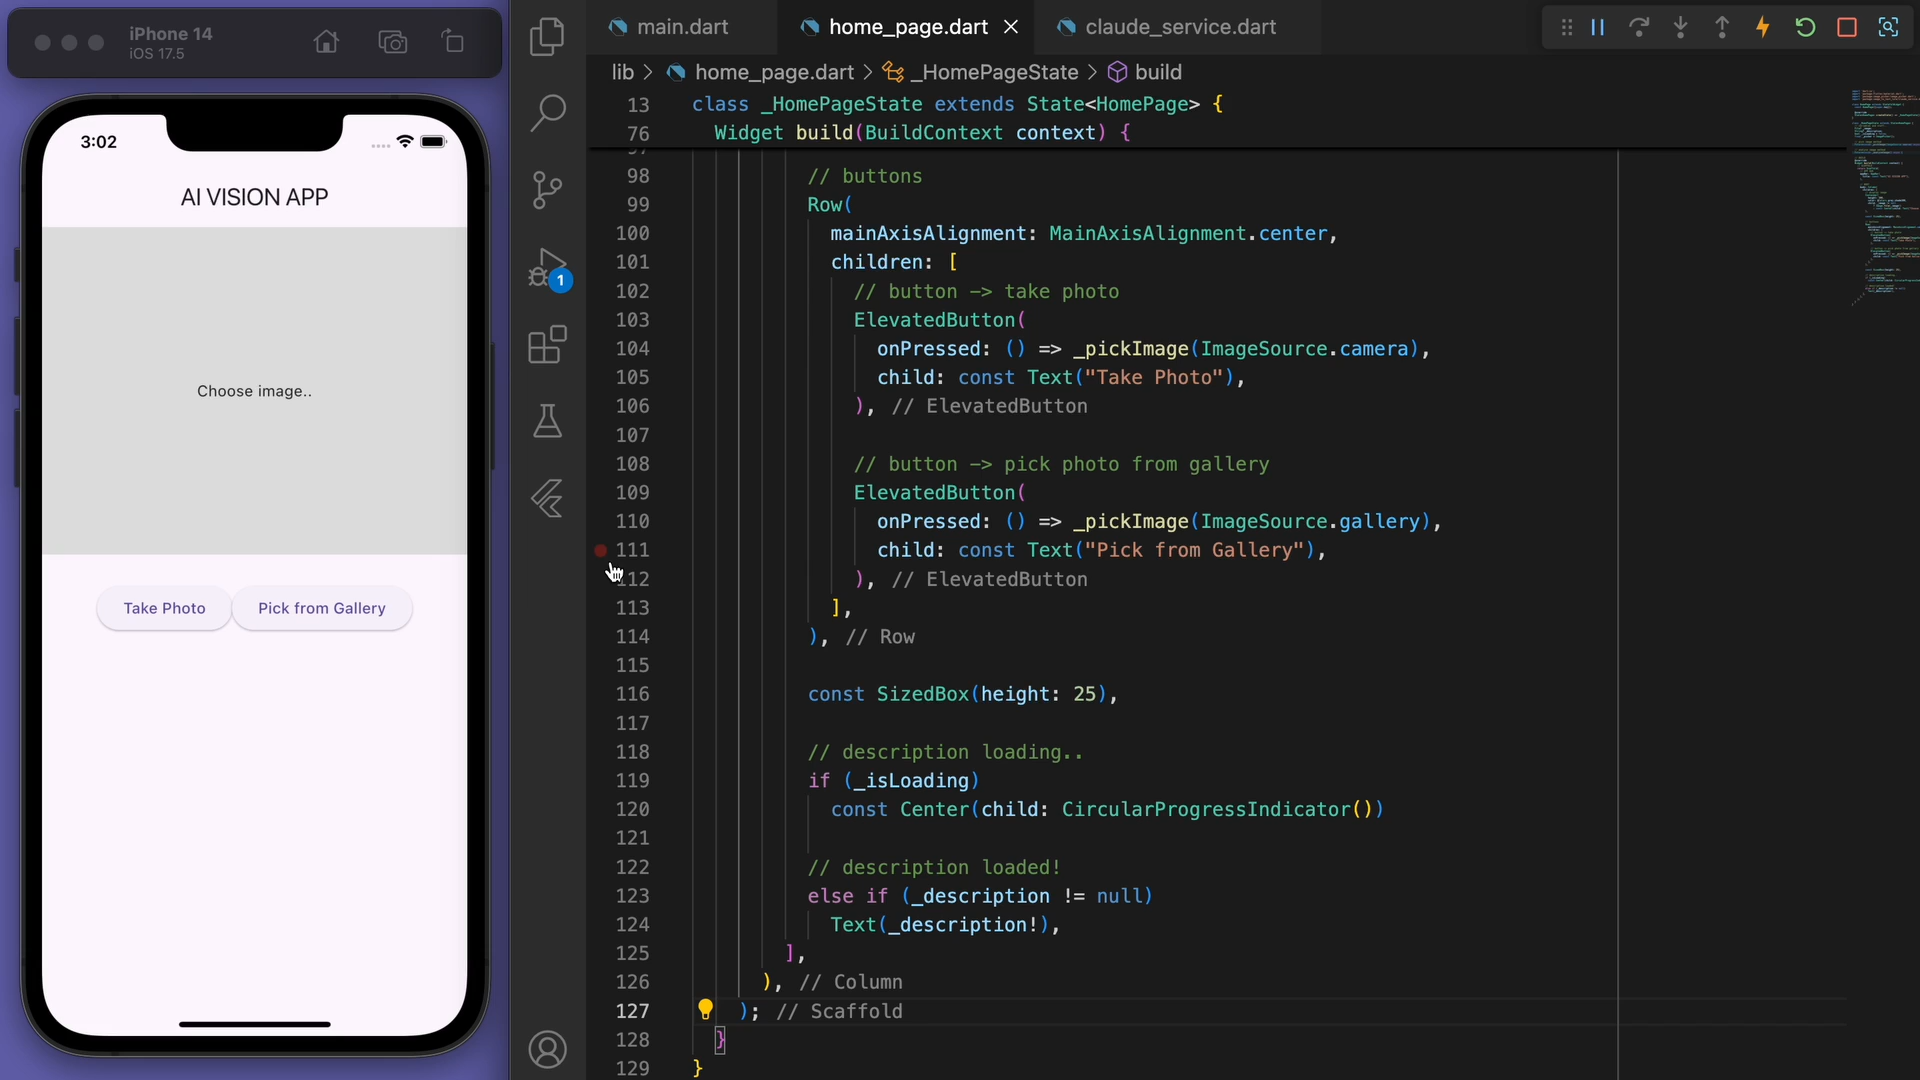 iPhone 14
iOS 17.5
3:02
AI VISION APP
Choose image..
Take Photo
Pick from Gallery
1
main.dart
home_page.dart
claude_service.dart
lib > home_page.dart > _HomePageState > build
13 class _HomePageState extends State<HomePage> {
76 Widget build(BuildContext context) {
98 // buttons
99 Row(
100 mainAxisAlignment: MainAxisAlignment.center,
101 children: [
102 // button -> take photo
103 ElevatedButton(
104 onPressed: () => _pickImage(ImageSource.camera),
105 child: const Text("Take Photo"),
106 ), // ElevatedButton
107
108 // button -> pick photo from gallery
109 ElevatedButton(
110 onPressed: () => _pickImage(ImageSource.gallery),
111 child: const Text("Pick from Gallery"),
112 ), // ElevatedButton
113 ],
114 ), // Row
115
116 const SizedBox(height: 25),
117
118 // description loading..
119 if (_isLoading)
120 const Center(child: CircularProgressIndicator())
121
122 // description loaded!
123 else if (_description != null)
124 Text(_description!),
125 ],
126 ), // Column
127 ); // Scaffold
128 }
129 }